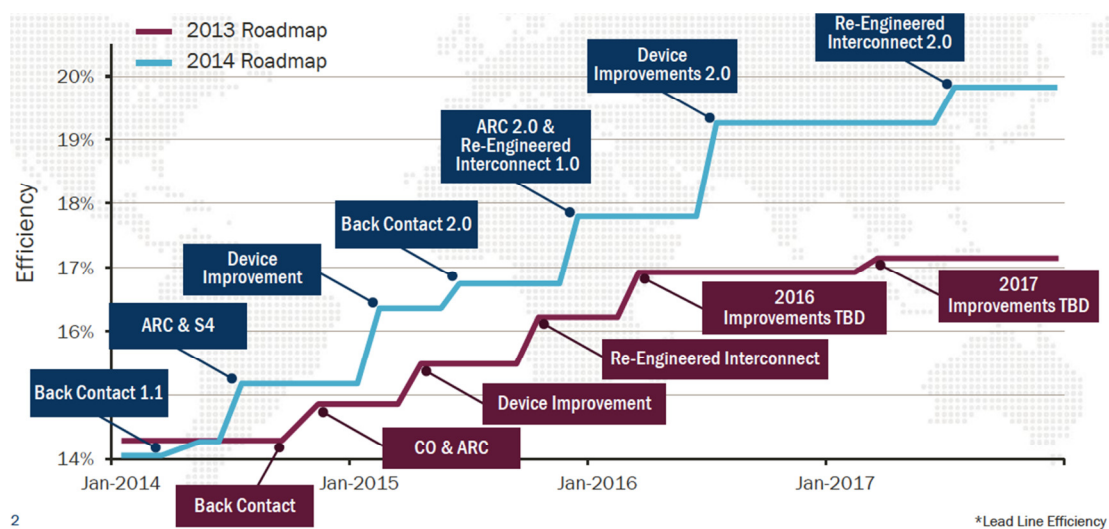 2013 Roadmap
2014 Roadmap
Re-Engineered
Interconnect 2.0
Device
Improvements 2.0
ARC 2.0 &
Re-Engineered
Interconnect 1.0
Back Contact 2.0
Device
Improvement
ARC & S4
Back Contact 1.1
Efficiency
20%
19%
18%
17%
16%
14%
2016
Improvements TBD
2017
Improvements TBD
Re-Engineered Interconnect
Device Improvement
CO & ARC
Back Contact
Jan-2014
Jan-2015
Jan-2016
Jan-2017
2
*Lead Line Efficiency